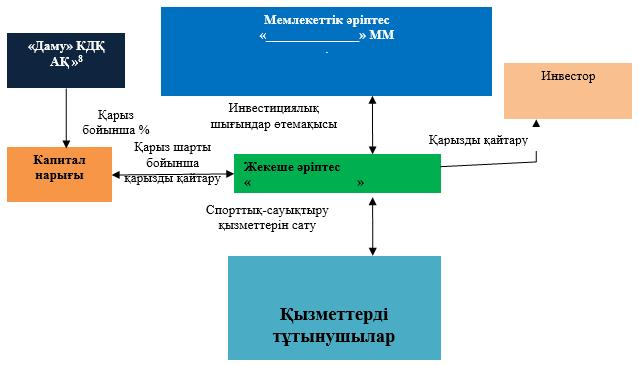 «Даму» КДҚ
АҚ »⁸
Мемлекеттік әріптес
«______________» ММ
.
Инвестор
Қарыз
бойынша %
Инвестициялық
шығындар өтемақысы
Қарызды қайтару
Капитал
нарығы
Қарыз шарты
бойынша
қарызды қайтару
Жекеше әріптес
« »
Спорттық-сауықтыру
қызметтерін сату
Қызметтерді
тұтынушылар